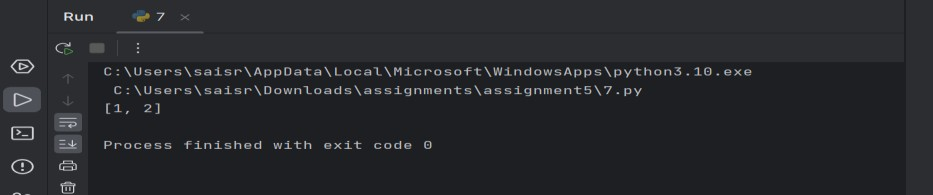 Run
7
C:\Users\saisr\AppData\Local\Microsoft\WindowsApps\python3.10.exe
C:\Users\saisr\Downloads\assignments\assignment5\7.py
[1, 2]
Process finished with exit code 0